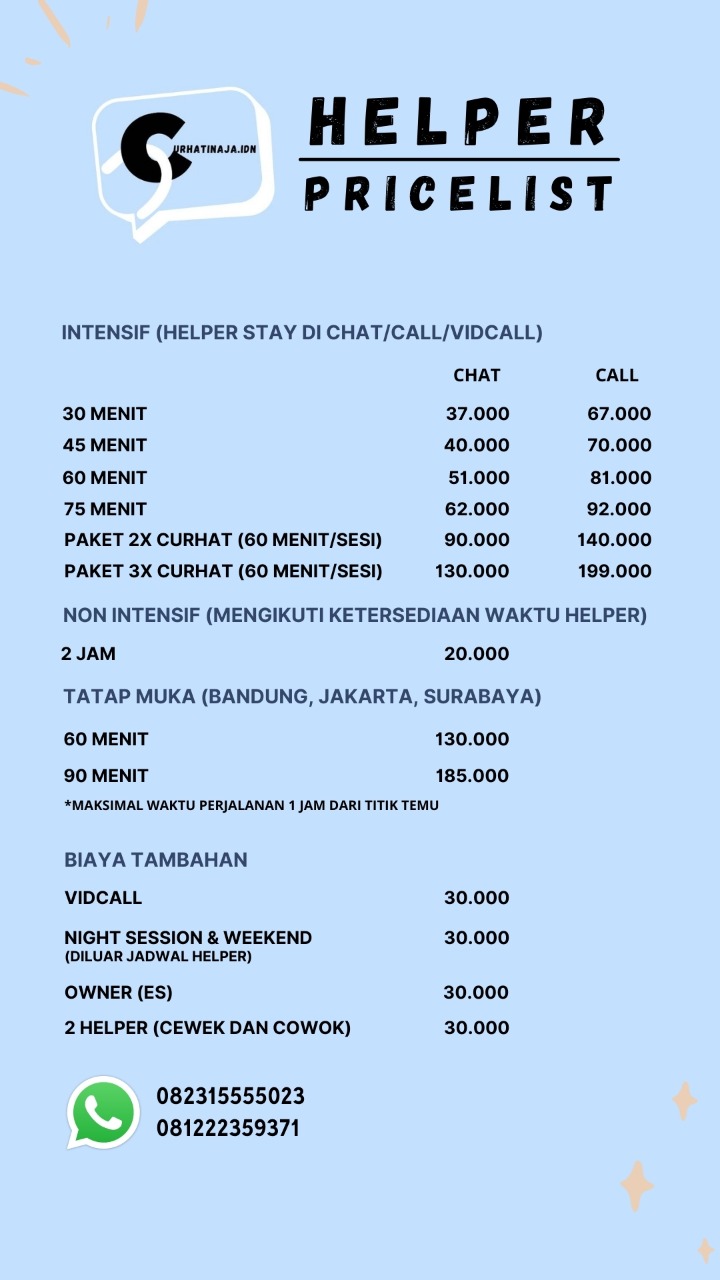 CURHATINAJA.IDN
HELPER
PRICELIST
INTENSIF (HELPER STAY DI CHAT/CALL/VIDCALL)
CHAT CALL
30 MENIT 37.000 67.000
45 MENIT 40.000 70.000
60 MENIT 51.000 81.000
75 MENIT 62.000 92.000
PAKET 2X CURHAT (60 MENIT/SESI) 90.000 140.000
PAKET 3X CURHAT (60 MENIT/SESI) 130.000 199.000
NON INTENSIF (MENGIKUTI KETERSEDIAAN WAKTU HELPER)
2 JAM 20.000
TATAP MUKA (BANDUNG, JAKARTA, SURABAYA)
60 MENIT 130.000
90 MENIT 185.000
*MAKSIMAL WAKTU PERJALANAN 1 JAM DARI TITIK TEMU
BIAYA TAMBAHAN
VIDCALL 30.000
NIGHT SESSION & WEEKEND 30.000
(DILUAR JADWAL HELPER)
OWNER (ES) 30.000
2 HELPER (CEWEK DAN COWOK) 30.000
082315555023
081222359371